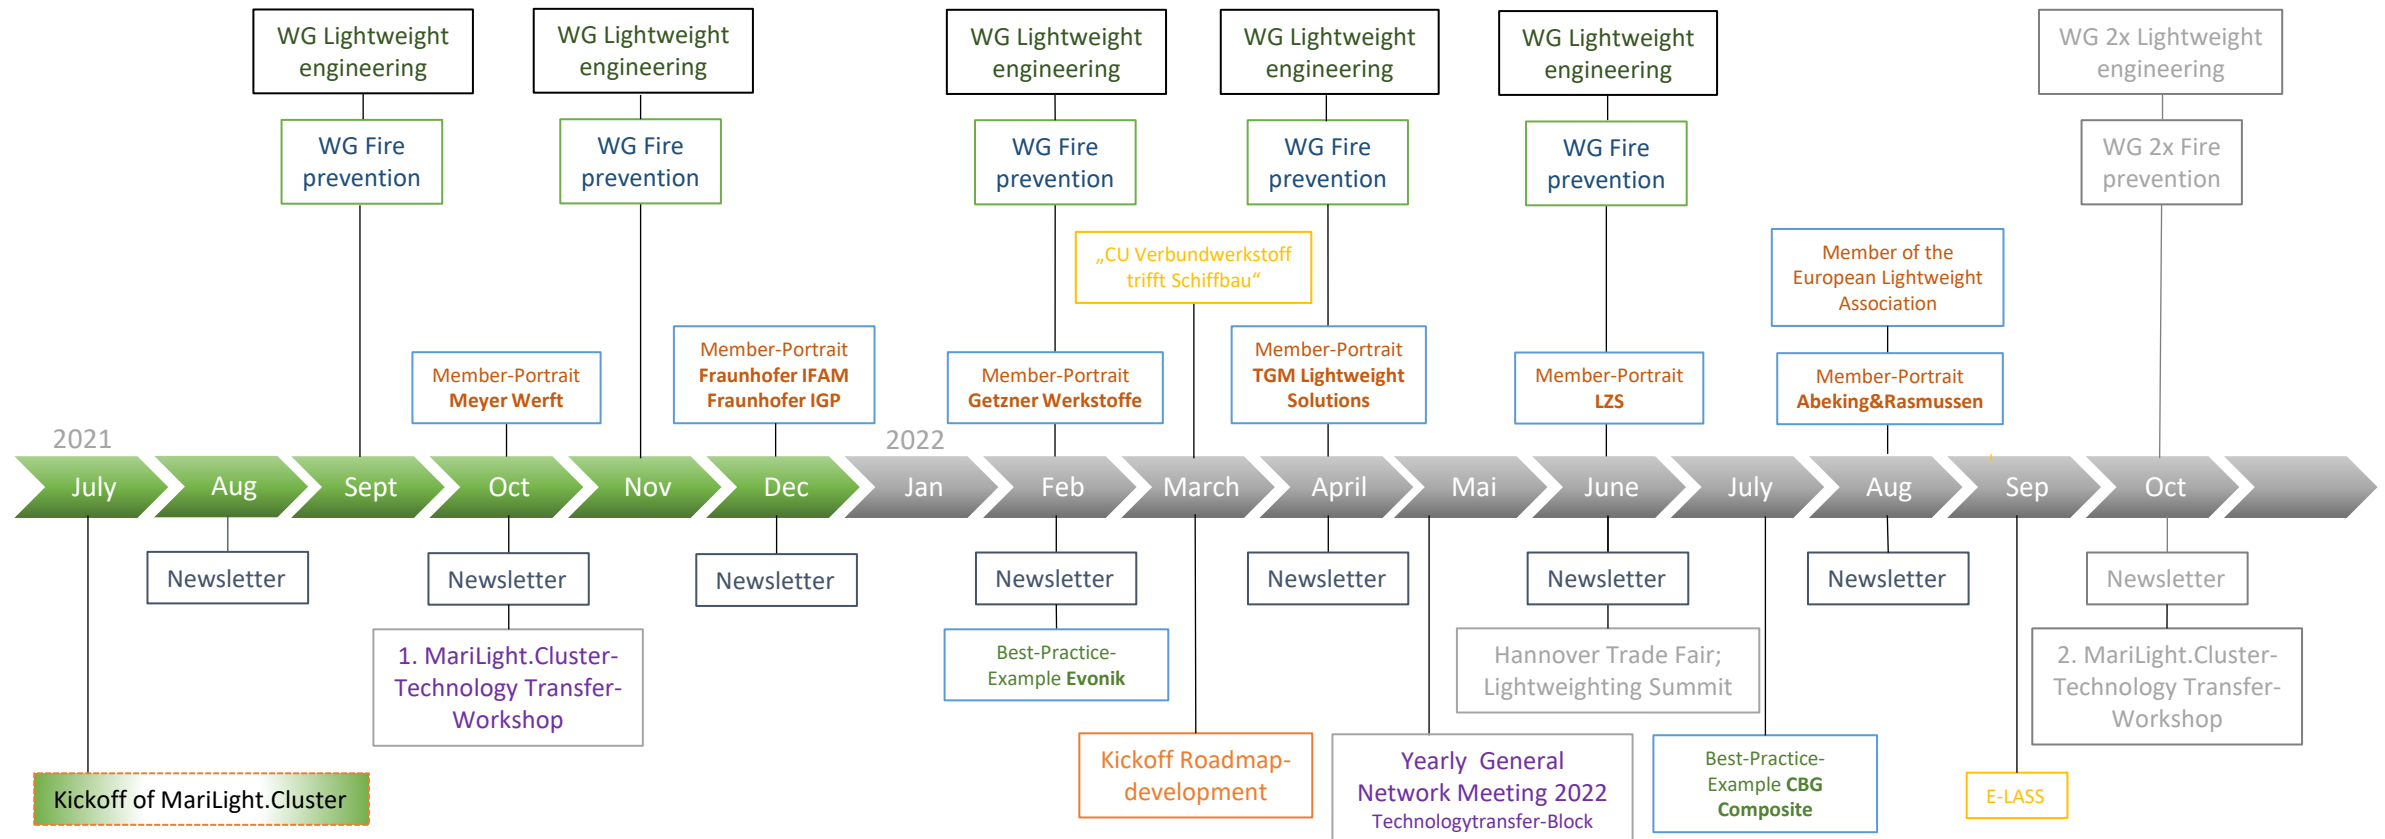 WG Lightweight
engineering
WG Lightweight
engineering
WG Lightweight
engineering
WG Lightweight
engineering
WG Lightweight
engineering
WG 2x Lightweight
engineering
WG Fire
prevention
WG Fire
prevention
WG Fire
prevention
WG Fire
prevention
WG Fire
prevention
WG 2x Fire
prevention
„CU Verbundwerkstoff
trifft Schiffbau“
Member of the
European Lightweight
Association
Member-Portrait
Meyer Werft
Member-Portrait
Fraunhofer IFAM
Fraunhofer IGP
Member-Portrait
Getzner Werkstoffe
Member-Portrait
TGM Lightweight
Solutions
Member-Portrait
LZS
Member-Portrait
Abeking&Rasmussen
2021
2022
July
Aug
Sept
Oct
Nov
Dec
Jan
Feb
March
April
Mai
June
July
Aug
Sep
Oct
Newsletter
Newsletter
Newsletter
Newsletter
Newsletter
Newsletter
Newsletter
Newsletter
1. MariLight.Cluster-
Technology Transfer-
Workshop
Best-Practice-
Example Evonik
Hannover Trade Fair;
Lightweighting Summit
2. MariLight.Cluster-
Technology Transfer-
Workshop
Kickoff of MariLight.Cluster
Kickoff Roadmap-
development
Yearly General
Network Meeting 2022
Technologytransfer-Block
Best-Practice-
Example CBG
Composite
E-LASS